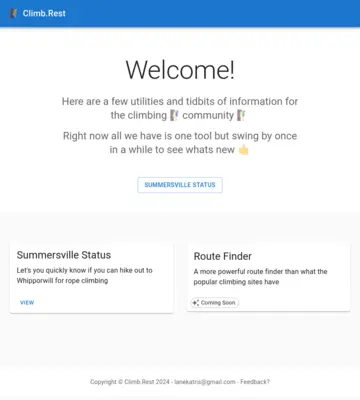 Climb.Rest
Welcome!
Here are a few utilities and tidbits of information for
the climbing 🧗 community 🧗
Right now all we have is one tool but swing by once
in a while to see whats new 🤙
SUMMERSVILLE STATUS
Summersville Status
Let's you quickly know if you can hike out to
Whipporwill for rope climbing
VIEW
Route Finder
A more powerful route finder than what the
popular climbing sites have
Coming Soon
Copyright © Climb.Rest 2024 - lanekatris@gmail.com - Feedback?